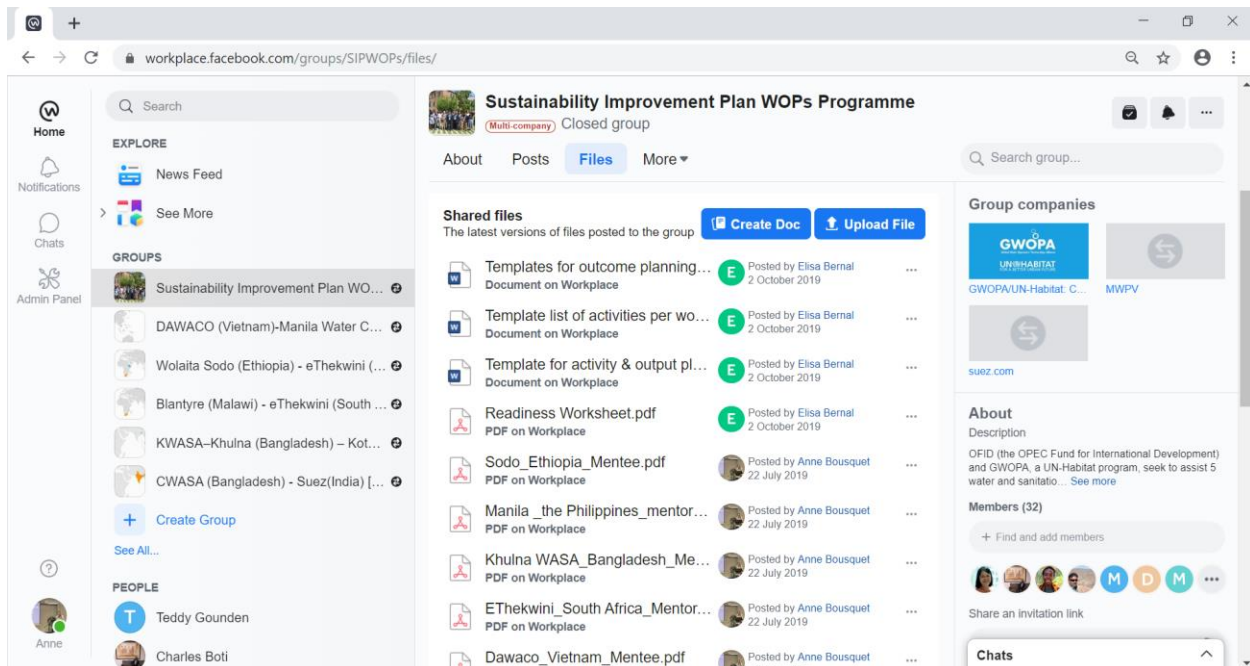 workplace.facebook.com/groups/SIPWOPs/files/
Home
Notifications
Chats
Admin Panel
Anne
Search
EXPLORE
News Feed
See More
GROUPS
Sustainability Improvement Plan WO...
DAWACO (Vietnam)-Manila Water C...
Wolaita Sodo (Ethiopia) - eThekwini (...
Blantyre (Malawi) - eThekwini (South ...
KWASA–Khulna (Bangladesh) – Kot...
CWASA (Bangladesh) - Suez(India) [...
+ Create Group
See All...
PEOPLE
T Teddy Gounden
Charles Boti
Sustainability Improvement Plan WOPs Programme
Multi-company Closed group
About Posts Files More
Search group...
Shared files
The latest versions of files posted to the group
Create Doc Upload File
Templates for outcome planning...
Document on Workplace
E Posted by Elisa Bernal
2 October 2019
Template list of activities per wo...
Document on Workplace
E Posted by Elisa Bernal
2 October 2019
Template for activity & output pl...
Document on Workplace
E Posted by Elisa Bernal
2 October 2019
Readiness Worksheet.pdf
PDF on Workplace
E Posted by Elisa Bernal
2 October 2019
Sodo_Ethiopia_Mentee.pdf
PDF on Workplace
Posted by Anne Bousquet
22 July 2019
Manila _the Philippines_mentor...
PDF on Workplace
Posted by Anne Bousquet
22 July 2019
Khulna WASA_Bangladesh_Me...
PDF on Workplace
Posted by Anne Bousquet
22 July 2019
EThekwini_South Africa_Mentor...
PDF on Workplace
Posted by Anne Bousquet
22 July 2019
Dawaco_Vietnam_Mentee.pdf
Posted by Anne Bousquet
Group companies
GWOPA
UN HABITAT
GWOPA/UN-Habitat: C...
MWPV
suez.com
About
Description
OFID (the OPEC Fund for International Development)
and GWOPA, a UN-Habitat program, seek to assist 5
water and sanitatio... See more
Members (32)
+ Find and add members
M D M ...
Share an invitation link
Chats